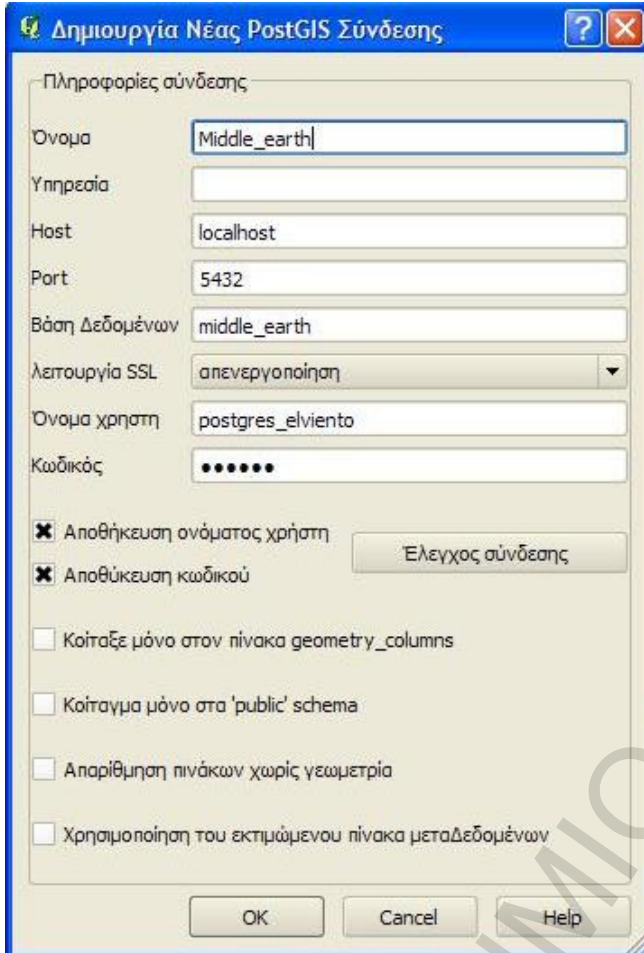 Δημιουργία Νέας PostGIS Σύνδεσης
Πληροφορίες σύνδεσης
Όνομα Middle_earth
Υπηρεσία
Host localhost
Port 5432
Βάση Δεδομένων middle_earth
λειτουργία SSL απενεργοποίηση
Όνομα χρηστη postgres_elviento
Κωδικός ●●●●●●
Αποθήκευση ονόματος χρήστη
Έλεγχος σύνδεσης
Αποθύκευση κωδικού
Κοίταξε μόνο στον πίνακα geometry_columns
Κοίταγμα μόνο στα 'public' schema
Απαρίθμηση πινάκων χωρίς γεωμετρία
Χρησιμοποίηση του εκτιμώμενου πίνακα μεταΔεδομένων
OK Cancel Help